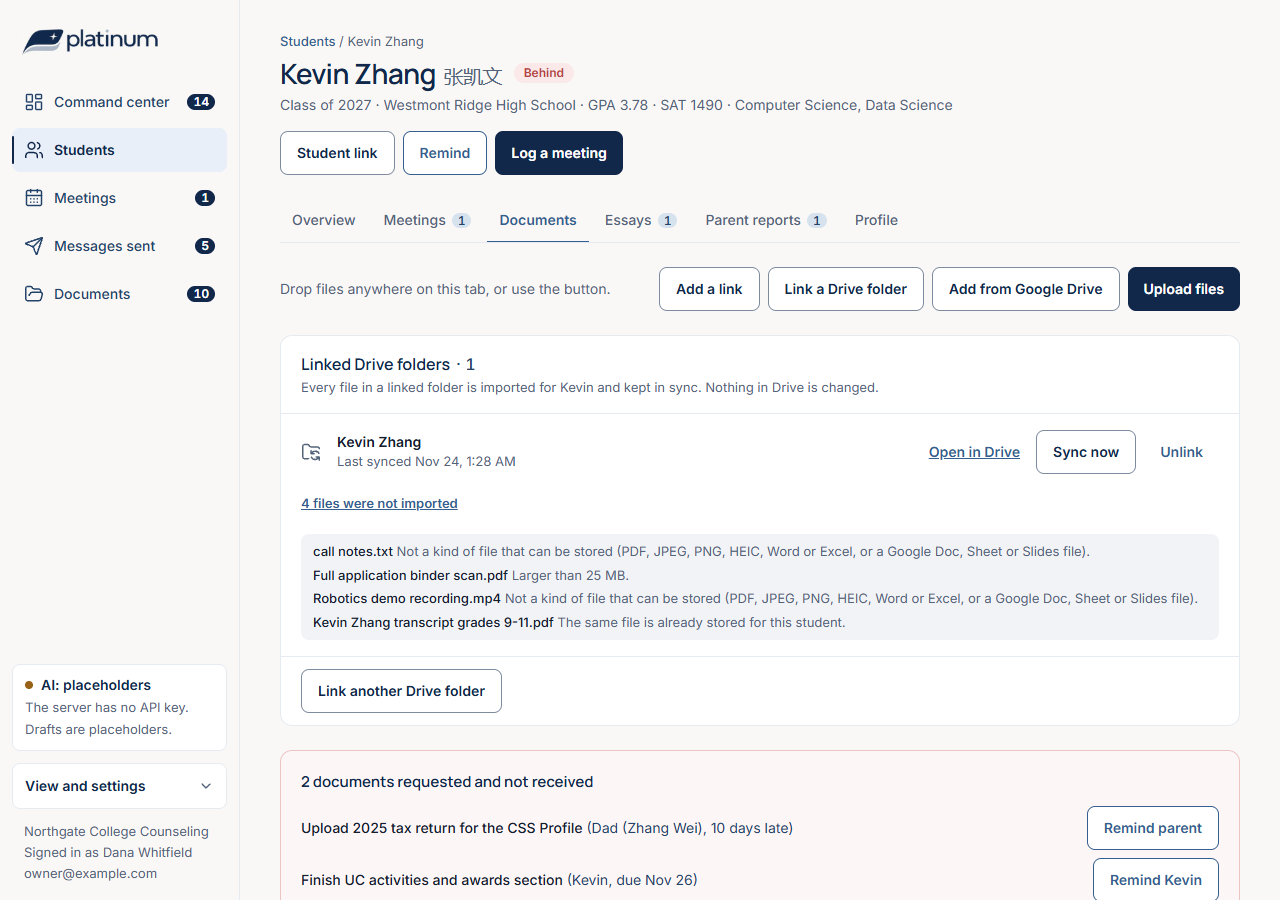 platinum
Command center 14
Students
Meetings 1
Messages sent 5
Documents 10
AI: placeholders
The server has no API key.
Drafts are placeholders.
View and settings
Northgate College Counseling
Signed in as Dana Whitfield
owner@example.com
Students / Kevin Zhang
Kevin Zhang 张凯文 Behind
Class of 2027 · Westmont Ridge High School · GPA 3.78 · SAT 1490 · Computer Science, Data Science
Student link Remind Log a meeting
Overview Meetings 1 Documents Essays 1 Parent reports 1 Profile
Drop files anywhere on this tab, or use the button. Add a link Link a Drive folder Add from Google Drive Upload files
Linked Drive folders · 1
Every file in a linked folder is imported for Kevin and kept in sync. Nothing in Drive is changed.
Kevin Zhang
Last synced Nov 24, 1:28 AM
Open in Drive Sync now Unlink
4 files were not imported
call notes.txt Not a kind of file that can be stored (PDF, JPEG, PNG, HEIC, Word or Excel, or a Google Doc, Sheet or Slides file).
Full application binder scan.pdf Larger than 25 MB.
Robotics demo recording.mp4 Not a kind of file that can be stored (PDF, JPEG, PNG, HEIC, Word or Excel, or a Google Doc, Sheet or Slides file).
Kevin Zhang transcript grades 9-11.pdf The same file is already stored for this student.
Link another Drive folder
2 documents requested and not received
Upload 2025 tax return for the CSS Profile (Dad (Zhang Wei), 10 days late) Remind parent
Finish UC activities and awards section (Kevin, due Nov 26) Remind Kevin